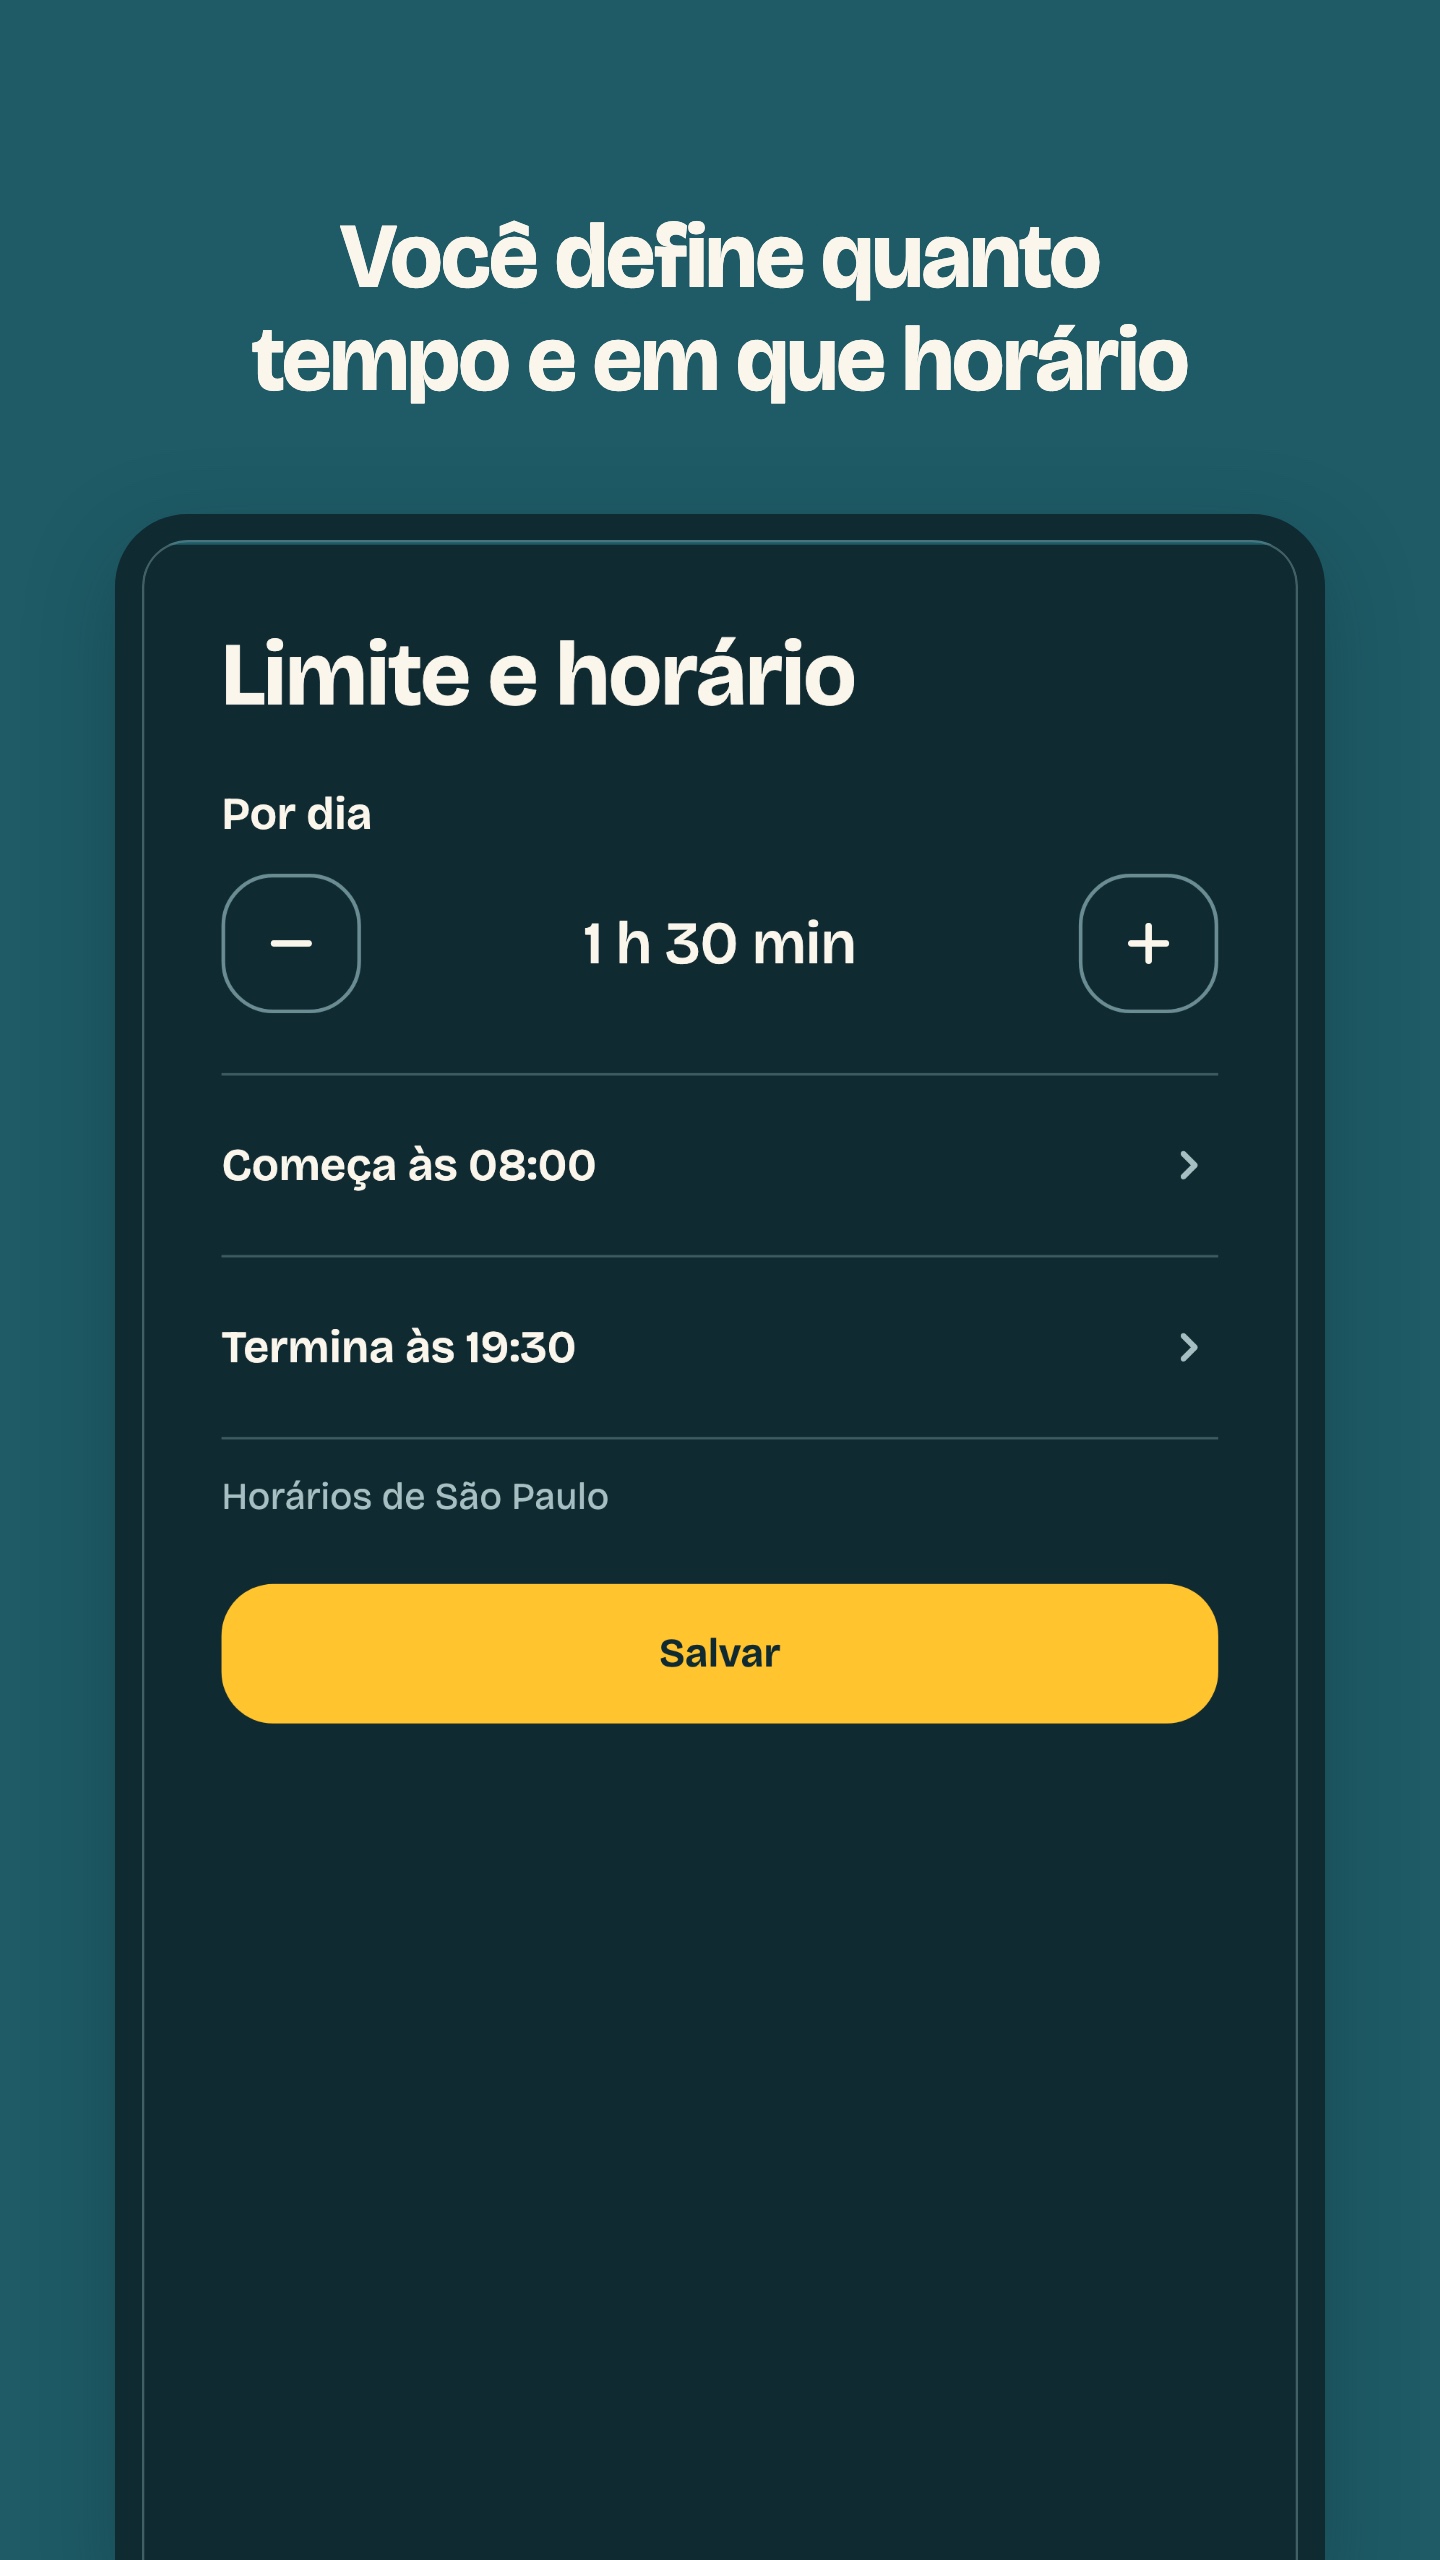 Você define quanto
tempo e em que horário
Limite e horário
Por dia
1 h 30 min
Começa às 08:00
Termina às 19:30
Horários de São Paulo
Salvar